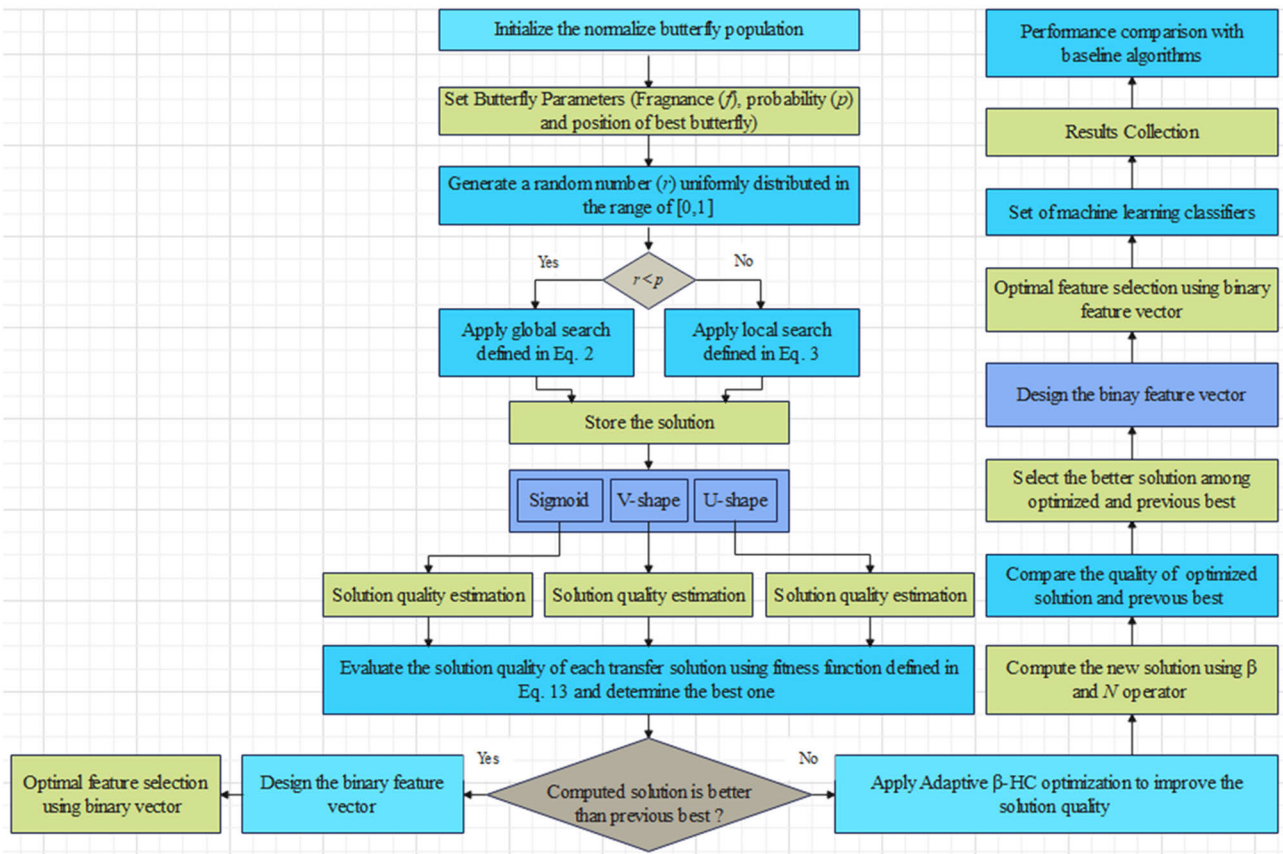 Initialize the normalize butterfly population
Set Butterfly Parameters (Fragnance (f), probability (p)
and position of best butterfly)
Generate a random number (r) uniformly distributed in
the range of [0,1]
Yes
No
r<p
Apply global search
defined in Eq. 2
Apply local search
defined in Eq. 3
Store the solution
Sigmoid
V-shape
U-shape
Solution quality estimation
Solution quality estimation
Solution quality estimation
Evaluate the solution quality of each transfer solution using fitness function defined in
Eq. 13 and determine the best one
Yes
No
Computed solution is better
than previous best ?
Design the binary feature
vector
Optimal feature selection
using binary vector
Apply Adaptive β-HC optimization to improve the
solution quality
Compute the new solution using β
and N operator
Compare the quality of optimized
solution and prevous best
Select the better solution among
optimized and previous best
Design the binay feature vector
Optimal feature selection using binary
feature vector
Set of machine learning classifiers
Results Collection
Performance comparison with
baseline algorithms